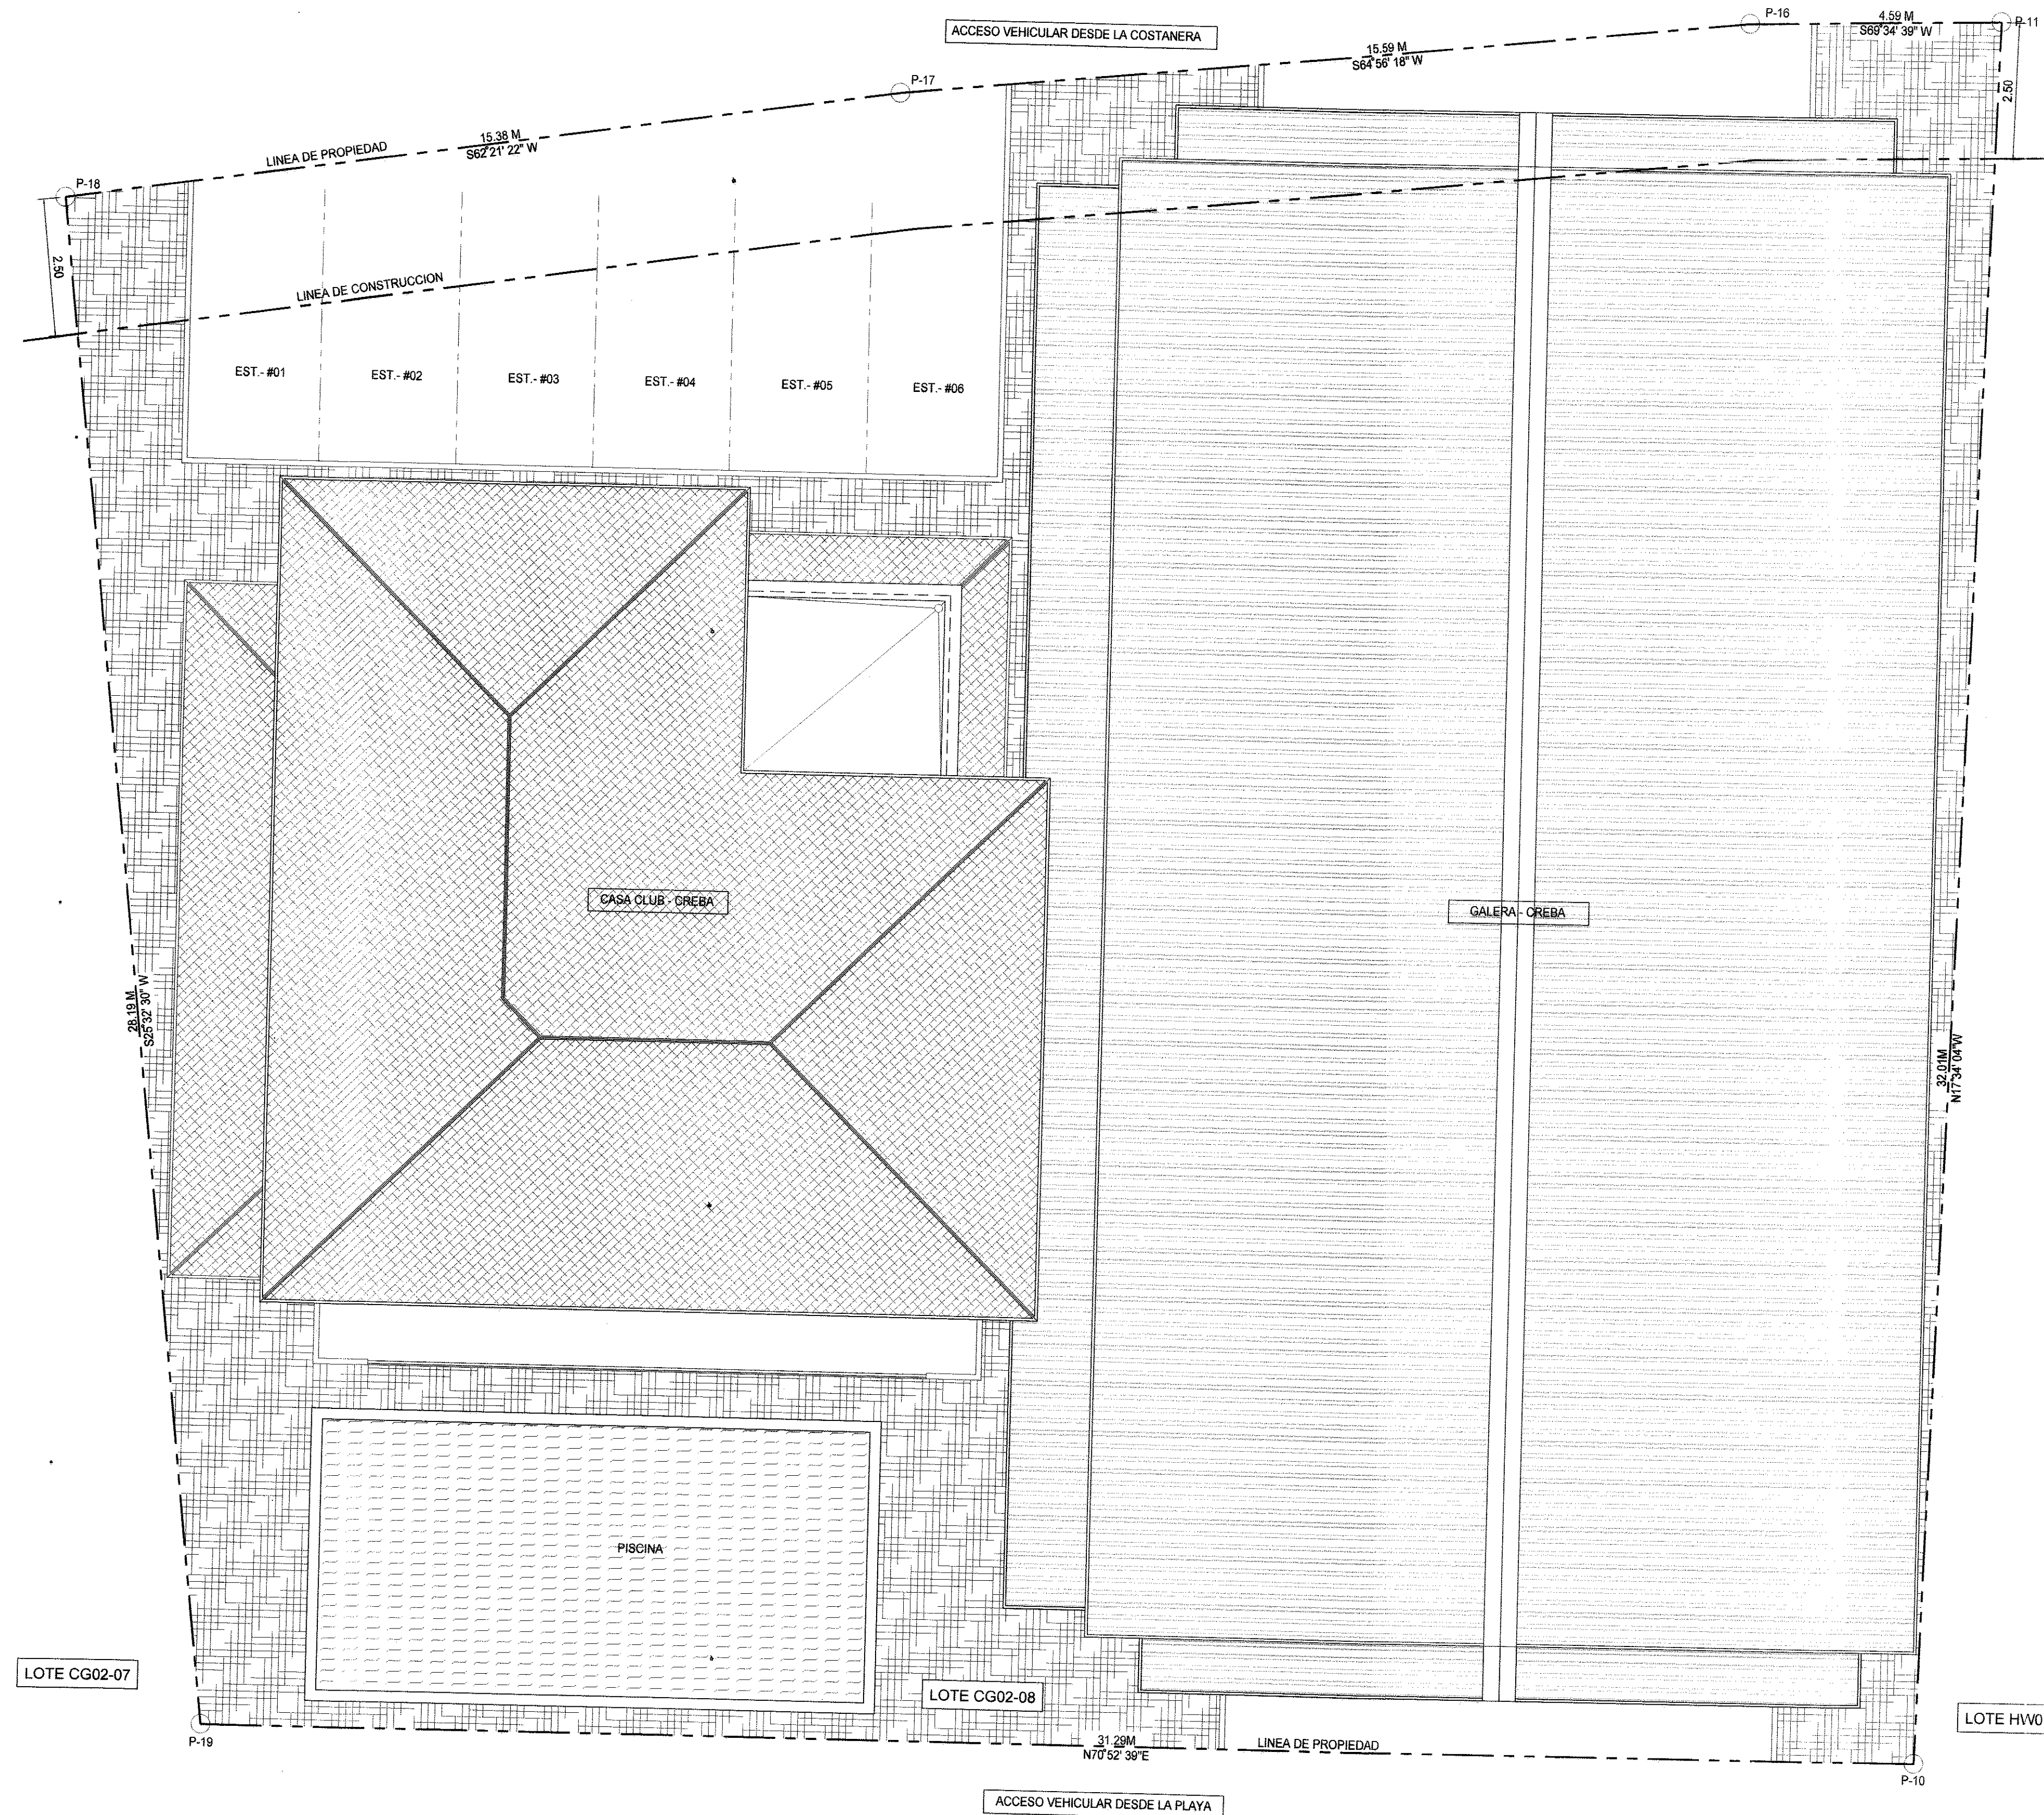 ACCESO VEHICULAR DESDE LA COSTANERA
P-16
4.59 M
S69°34' 39" W
P-11
15.59 M
S64°56' 18" W
2.50
P-17
15.38 M
S62°21' 22" W
LINEA DE PROPIEDAD
P-18
2.50
LINEA DE CONSTRUCCION
EST.- #01
EST.- #02
EST.- #03
EST.- #04
EST.- #05
EST.- #06
CASA CLUB - CREBA
GALERA - CREBA
28.19 M
S25°32' 30" W
32.01M
N17°34' 04"W
PISCINA
LOTE CG02-07
LOTE CG02-08
LOTE HW0
P-19
31.29M
N70°52' 39"E
LINEA DE PROPIEDAD
P-10
ACCESO VEHICULAR DESDE LA PLAYA